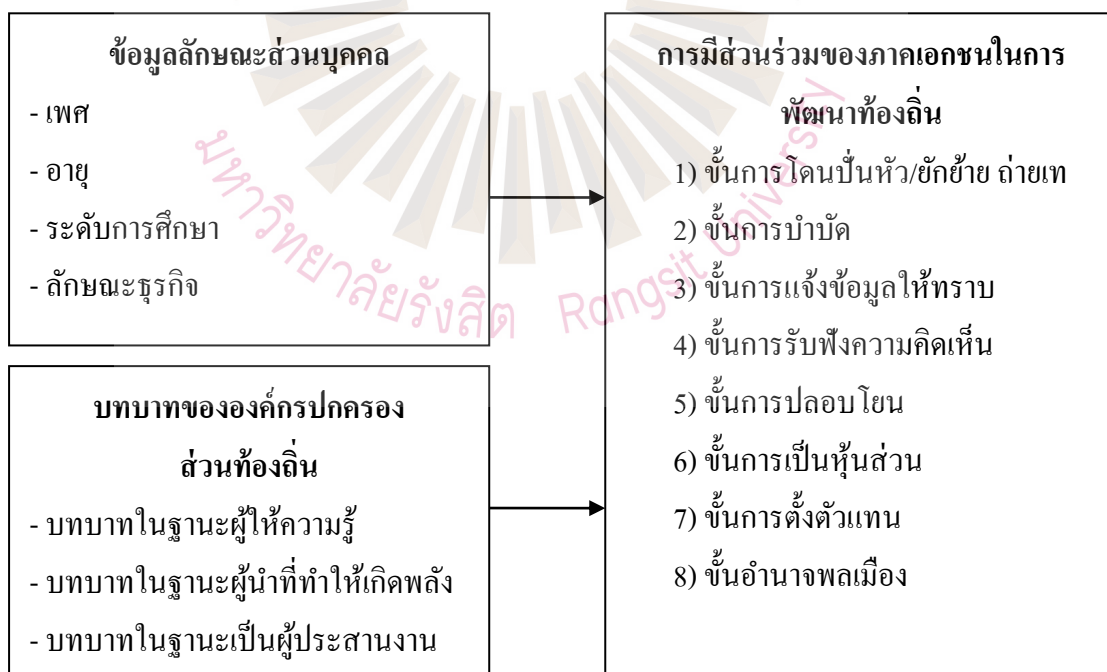 ข้อมูลลักษณะส่วนบุคคล
- เพศ
- อายุ
- ระดับการศึกษา
- ลักษณะธุรกิจ
บทบาทขององค์กรปกครอง
ส่วนท้องถิ่น
- บทบาทในฐานะผู้ให้ความรู้
- บทบาทในฐานะผู้นำที่ทำให้เกิดพลัง
- บทบาทในฐานะเป็นผู้ประสานงาน
การมีส่วนร่วมของภาคเอกชนในการ
พัฒนาท้องถิ่น
1) ขั้นการโดนปั่นหัว/ยักย้าย ถ่ายเท
2) ขั้นการบำบัด
3) ขั้นการแจ้งข้อมูลให้ทราบ
4) ขั้นการรับฟังความคิดเห็น
5) ขั้นการปลอบโยน
6) ขั้นการเป็นหุ้นส่วน
7) ขั้นการตั้งตัวแทน
8) ขั้นอำนาจพลเมือง
มหาวิทยาลัยรังสิต Rangsit University